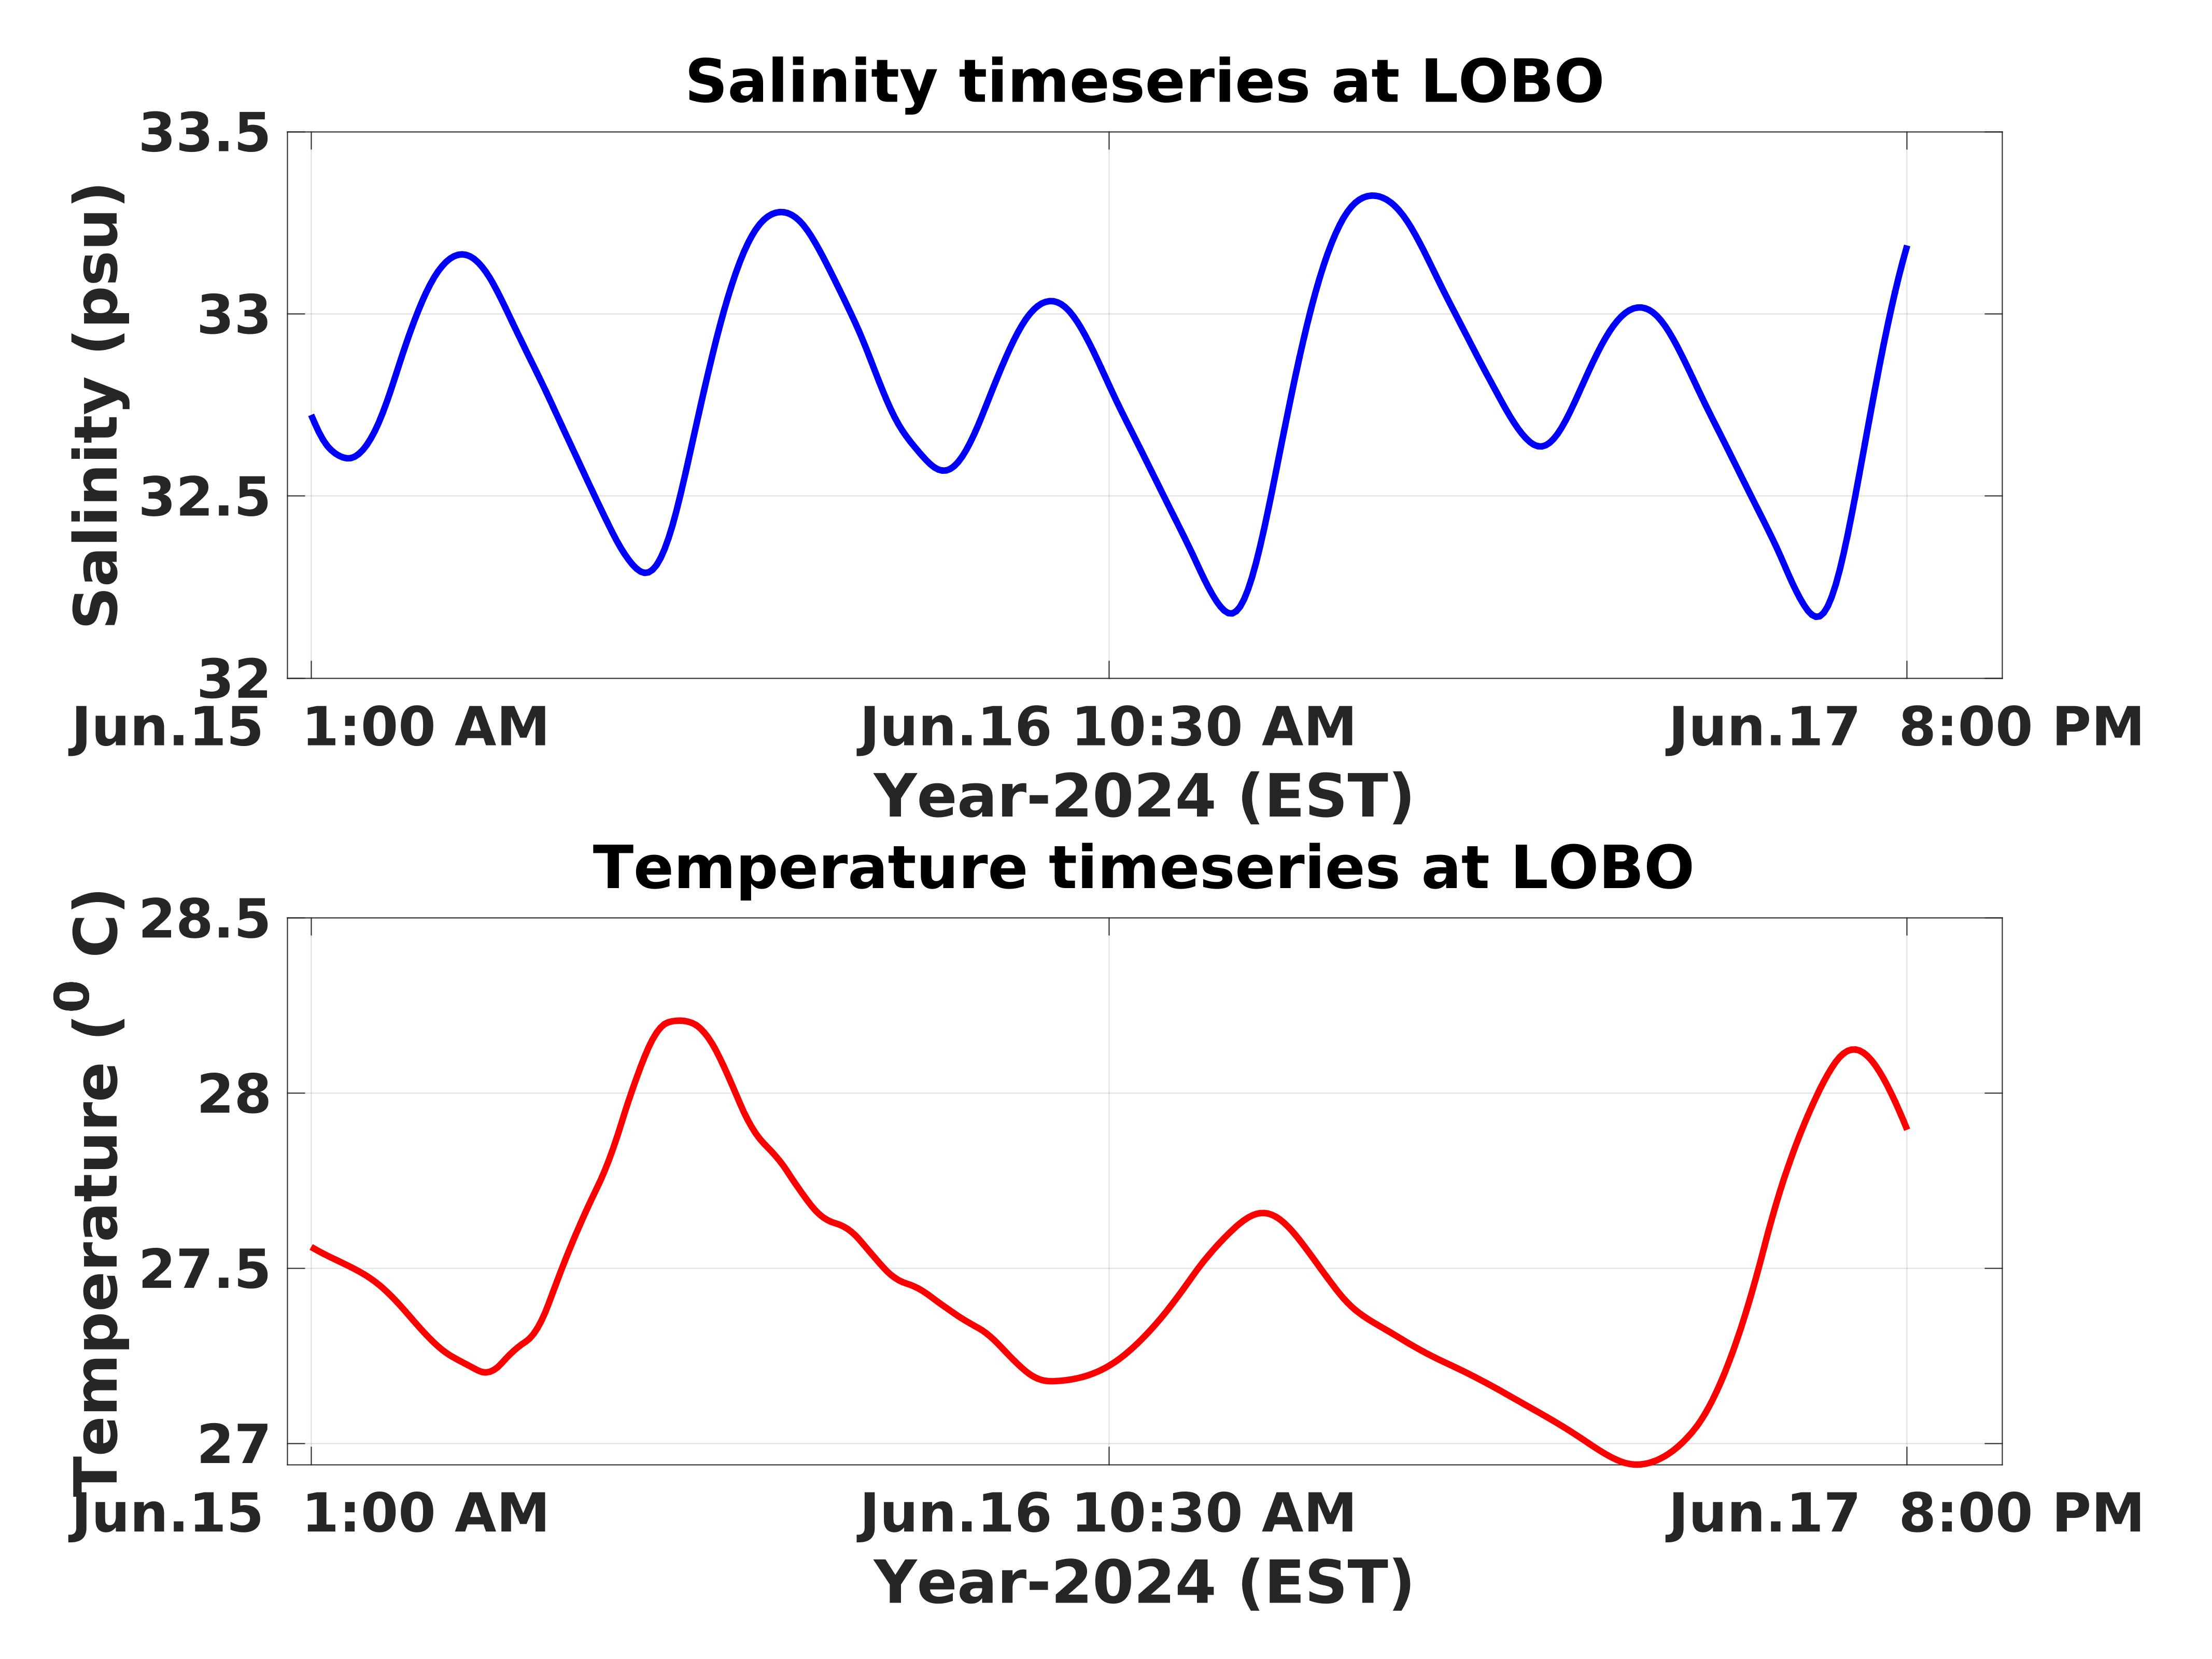 Salinity timeseries at LOBO
Salinity (psu)
33.5
33
32.5
32
Jun.15  1:00 AM
Jun.16 10:30 AM
Jun.17  8:00 PM
Year-2024 (EST)
Temperature timeseries at LOBO
Temperature (⁰ C)
28.5
28
27.5
27
Jun.15  1:00 AM
Jun.16 10:30 AM
Jun.17  8:00 PM
Year-2024 (EST)